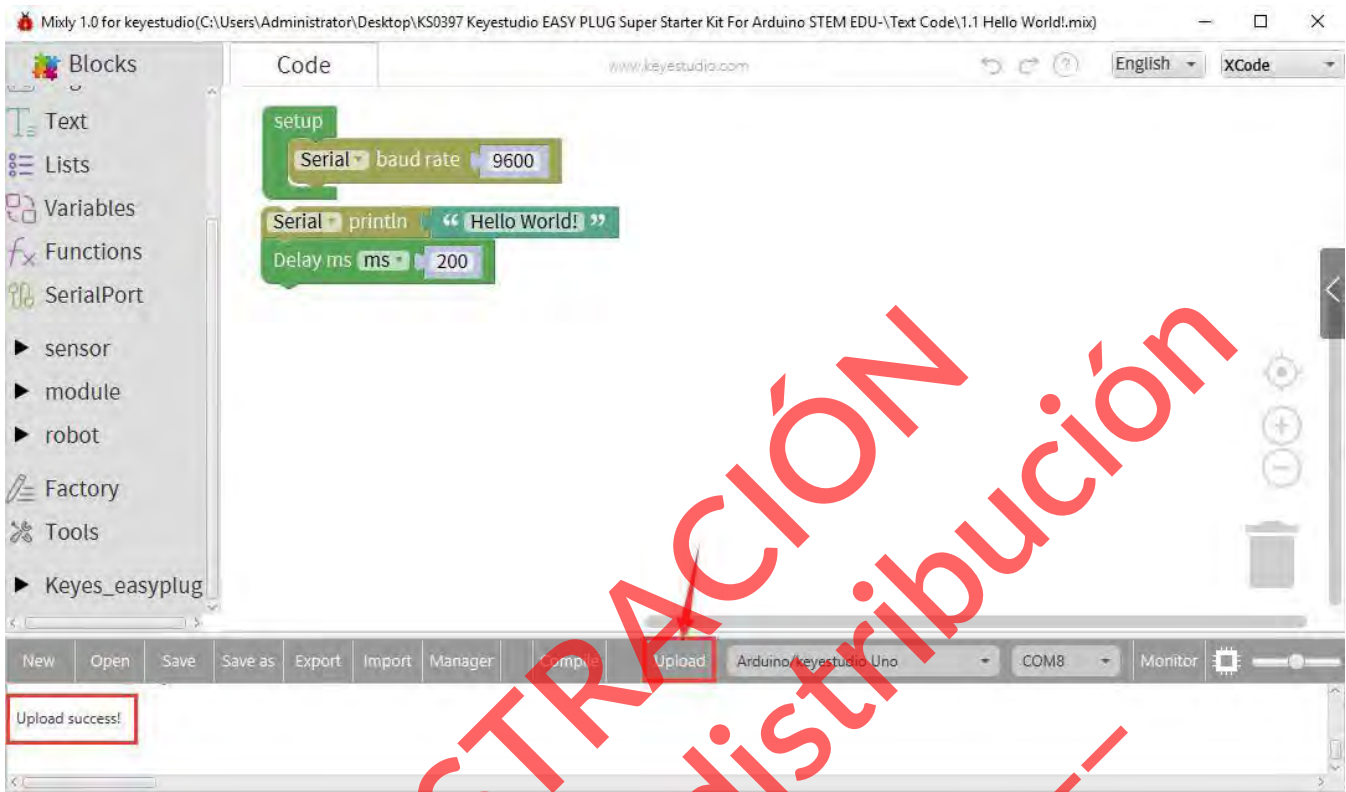 Mixly 1.0 for keyestudio(C:\Users\Administrator\Desktop\KS0397 Keyestudio EASY PLUG Super Starter Kit For Arduino STEM EDU-\Text Code\1.1 Hello World!.mix)
Blocks
Code
www.keyestudio.com
English
XCode
Text
Lists
Variables
Functions
SerialPort
sensor
module
robot
Factory
Tools
Keyes_easyplug
setup
Serial baud rate 9600
Serial println “ Hello World! ”
Delay ms ms 200
STRACIÓN
distribución
New Open Save Save as Export Import Manager Compile Upload Arduino/keyestudio Uno COM8 Monitor
Upload success!